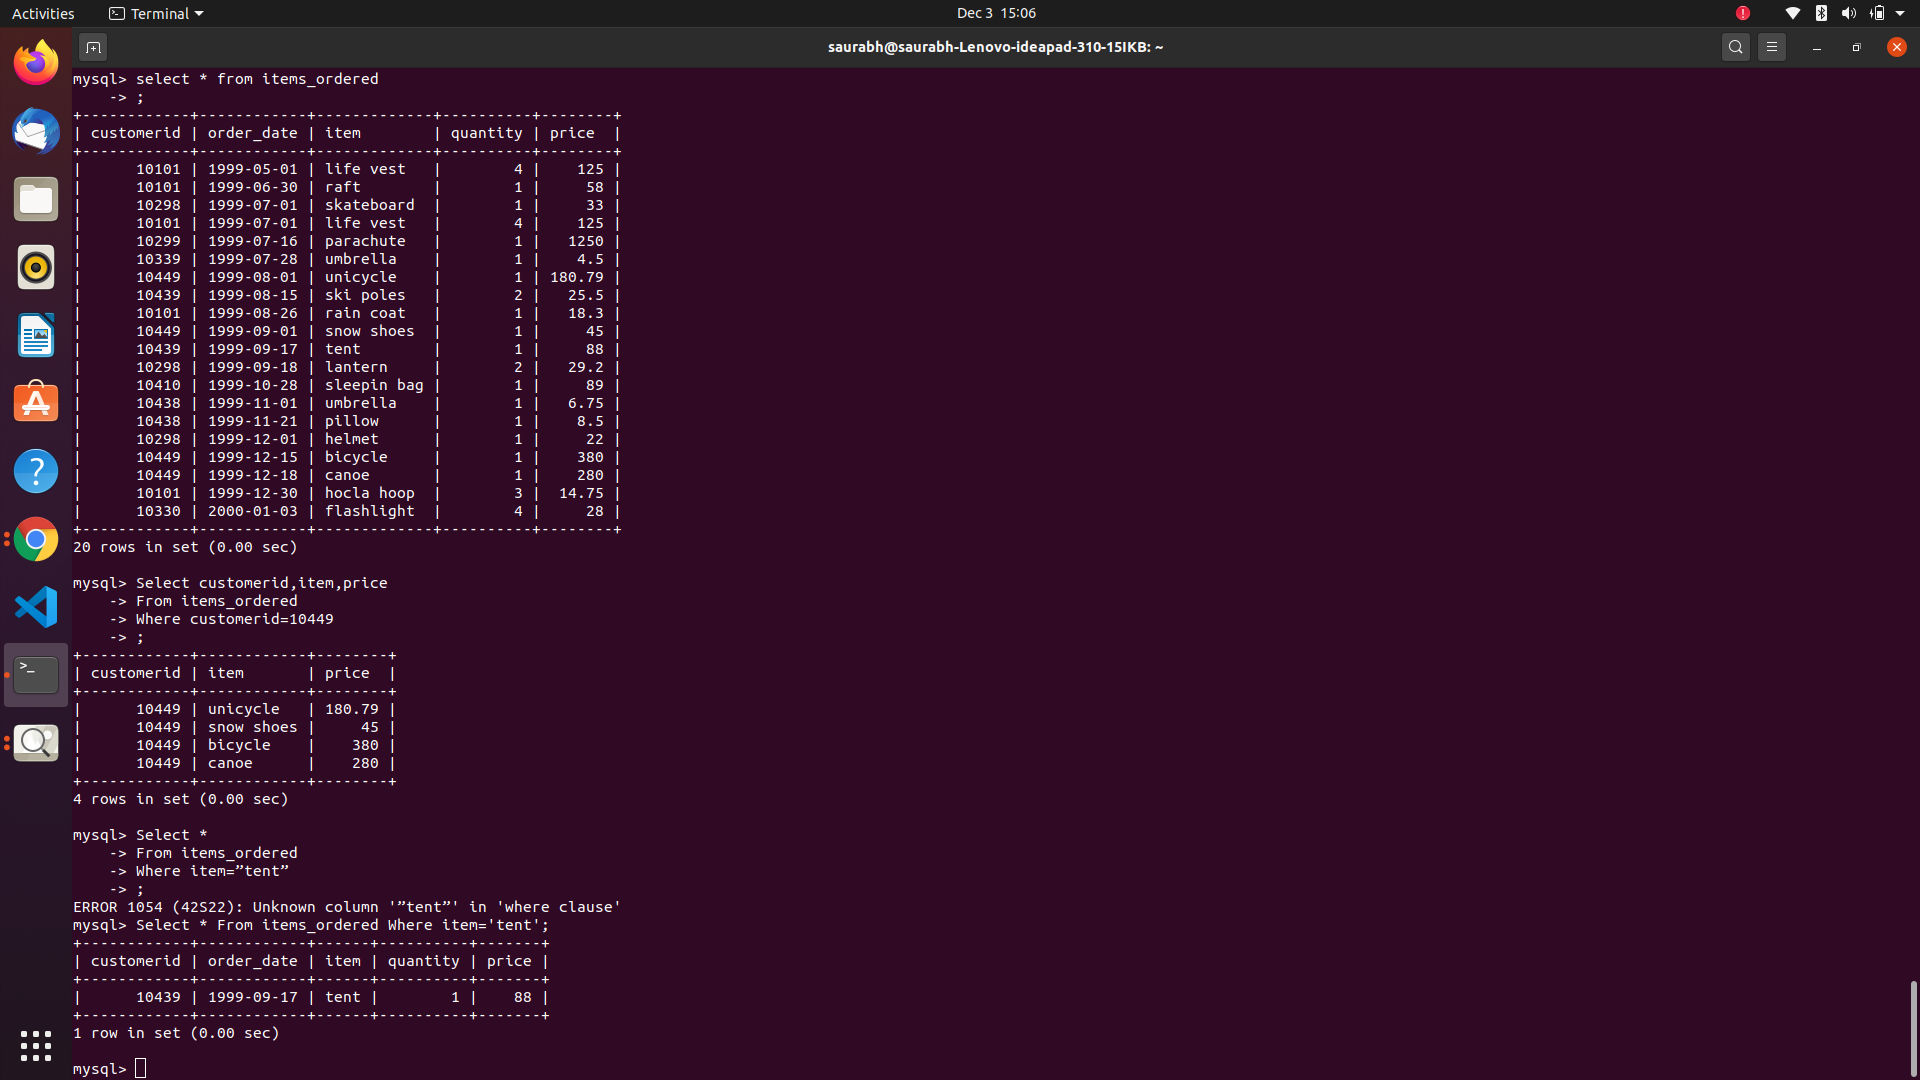 Activities Terminal Dec 3 15:06
saurabh@saurabh-Lenovo-ideapad-310-15IKB: ~
mysql> select * from items_ordered
    -> ;
+------------+------------+-------------+----------+--------+
| customerid | order_date | item        | quantity | price  |
+------------+------------+-------------+----------+--------+
|      10101 | 1999-05-01 | life vest   |        4 |    125 |
|      10101 | 1999-06-30 | raft        |        1 |     58 |
|      10298 | 1999-07-01 | skateboard  |        1 |     33 |
|      10101 | 1999-07-01 | life vest   |        4 |    125 |
|      10299 | 1999-07-16 | parachute   |        1 |   1250 |
|      10339 | 1999-07-28 | umbrella    |        1 |    4.5 |
|      10449 | 1999-08-01 | unicycle    |        1 | 180.79 |
|      10439 | 1999-08-15 | ski poles   |        2 |   25.5 |
|      10101 | 1999-08-26 | rain coat   |        1 |   18.3 |
|      10449 | 1999-09-01 | snow shoes  |        1 |     45 |
|      10439 | 1999-09-17 | tent        |        1 |     88 |
|      10298 | 1999-09-18 | lantern     |        2 |   29.2 |
|      10410 | 1999-10-28 | sleepin bag |        1 |     89 |
|      10438 | 1999-11-01 | umbrella    |        1 |   6.75 |
|      10438 | 1999-11-21 | pillow      |        1 |    8.5 |
|      10298 | 1999-12-01 | helmet      |        1 |     22 |
|      10449 | 1999-12-15 | bicycle     |        1 |    380 |
|      10449 | 1999-12-18 | canoe       |        1 |    280 |
|      10101 | 1999-12-30 | hocla hoop  |        3 |  14.75 |
|      10330 | 2000-01-03 | flashlight  |        4 |     28 |
+------------+------------+-------------+----------+--------+
20 rows in set (0.00 sec)
mysql> Select customerid,item,price
    -> From items_ordered
    -> Where customerid=10449
    -> ;
+------------+------------+--------+
| customerid | item       | price  |
+------------+------------+--------+
|      10449 | unicycle   | 180.79 |
|      10449 | snow shoes |     45 |
|      10449 | bicycle    |    380 |
|      10449 | canoe      |    280 |
+------------+------------+--------+
4 rows in set (0.00 sec)
mysql> Select *
    -> From items_ordered
    -> Where item=”tent”
    -> ;
ERROR 1054 (42S22): Unknown column '”tent”' in 'where clause'
mysql> Select * From items_ordered Where item='tent';
+------------+------------+------+----------+-------+
| customerid | order_date | item | quantity | price |
+------------+------------+------+----------+-------+
|      10439 | 1999-09-17 | tent |        1 |    88 |
+------------+------------+------+----------+-------+
1 row in set (0.00 sec)
mysql>